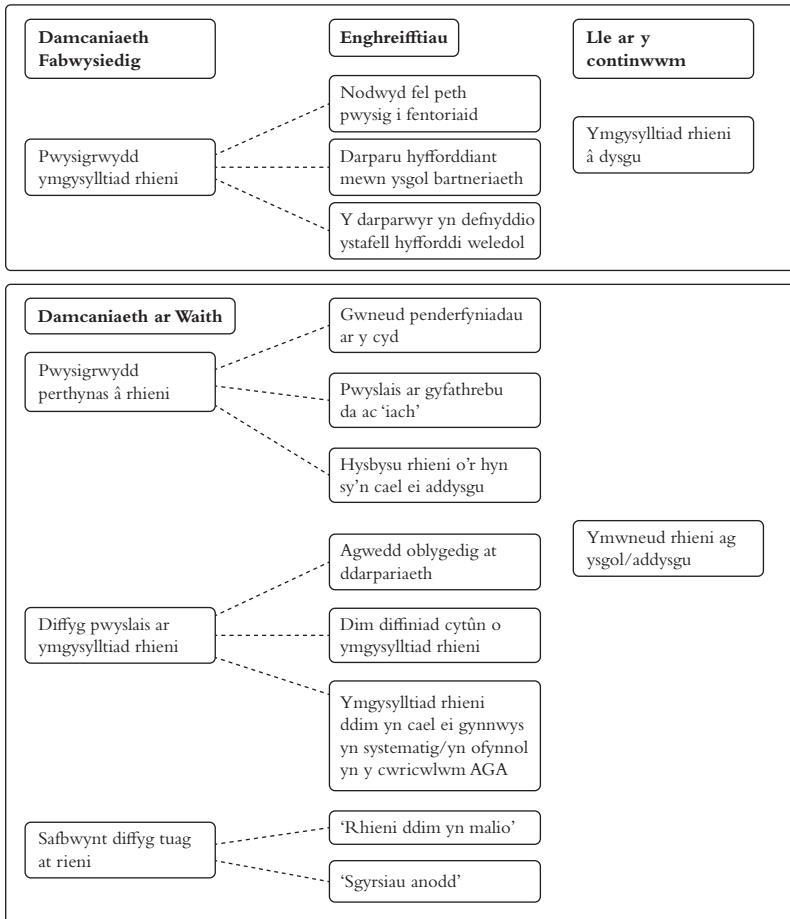 Damcaniaeth
Fabwysiedig
Enghreifftiau
Lle ar y
continwwm
Pwysigrwydd
ymgysylltiad rhieni
Nodwyd fel peth
pwysig i fentoriaid
Darparu hyfforddiant
mewn ysgol bartneriaeth
Y darparwyr yn defnyddio
ystafell hyfforddi weledol
Ymgysylltiad rhieni
â dysgu
Damcaniaeth ar Waith
Pwysigrwydd
perthynas â rhieni
Gwneud penderfyniadau
ar y cyd
Pwyslais ar gyfathrebu
da ac ‘iach’
Hysbysu rhieni o’r hyn
sy’n cael ei addysgu
Ymwneud rhieni ag
ysgol/addysgu
Diffyg pwyslais ar
ymgysylltiad rhieni
Agwedd oblygedig at
ddarpariaeth
Dim diffiniad cytûn o
ymgysylltiad rhieni
Ymgysylltiad rhieni
ddim yn cael ei gynnwys
yn systematig/yn ofynnol
yn y cwricwlwm AGA
Safbwynt diffyg tuag
at rieni
‘Rhieni ddim yn malio’
‘Sgyrsiau anodd’